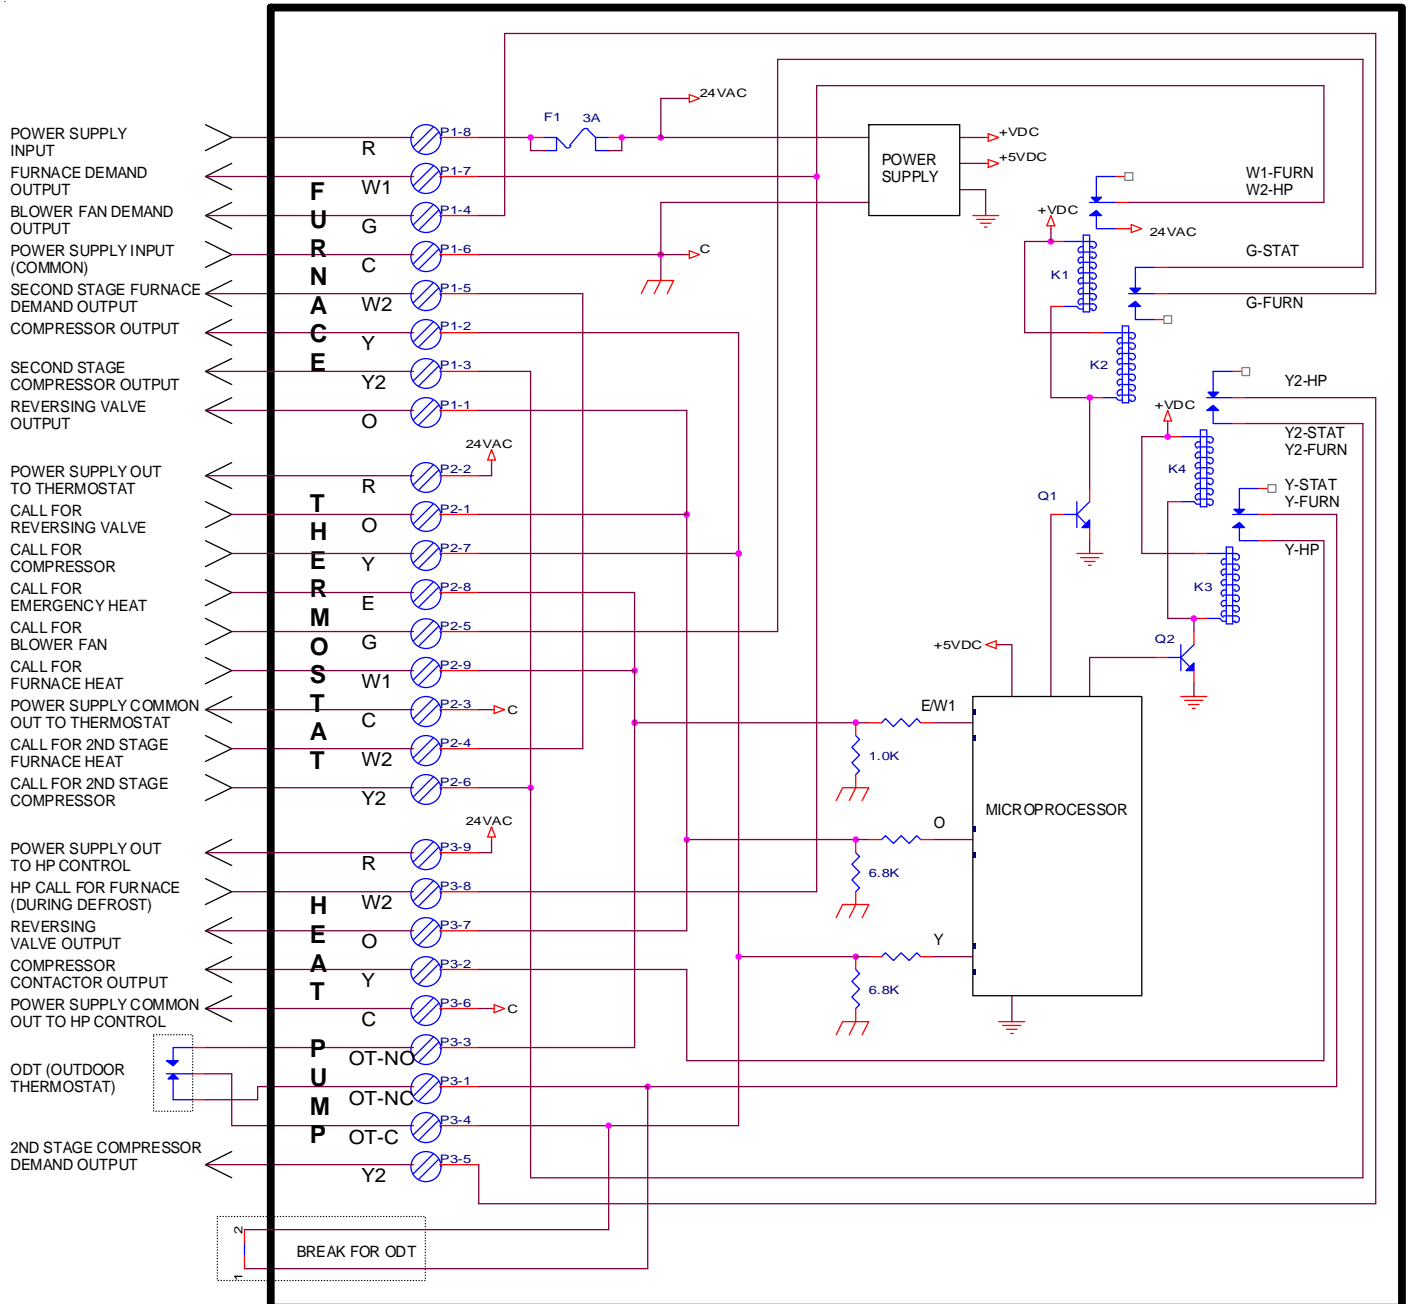 24VAC
F1 3A
POWER SUPPLY
INPUT
R
P1-8
POWER
SUPPLY
+VDC
+5VDC
FURNACE DEMAND
OUTPUT
W1
P1-7
BLOWER FAN DEMAND
OUTPUT
G
P1-4
POWER SUPPLY INPUT
(COMMON)
C
P1-6
C
SECOND STAGE FURNACE
DEMAND OUTPUT
W2
P1-5
COMPRESSOR OUTPUT
Y
P1-2
SECOND STAGE
COMPRESSOR OUTPUT
Y2
P1-3
REVERSING VALVE
OUTPUT
O
P1-1
FURNACE
W1-FURN
W2-HP
+VDC
24VAC
K1
G-STAT
G-FURN
K2
Y2-HP
+VDC
Y2-STAT
Y2-FURN
K4
Y-STAT
Y-FURN
Y-HP
K3
Q1
Q2
POWER SUPPLY OUT
TO THERMOSTAT
R
P2-2
24VAC
CALL FOR
REVERSING VALVE
O
P2-1
CALL FOR
COMPRESSOR
Y
P2-7
CALL FOR
EMERGENCY HEAT
E
P2-8
CALL FOR
BLOWER FAN
G
P2-5
CALL FOR
FURNACE HEAT
W1
P2-9
POWER SUPPLY COMMON
OUT TO THERMOSTAT
C
P2-3
C
CALL FOR 2ND STAGE
FURNACE HEAT
W2
P2-4
CALL FOR 2ND STAGE
COMPRESSOR
Y2
P2-6
THERMOSTAT
+5VDC
E/W1
1.0K
MICROPROCESSOR
O
6.8K
Y
6.8K
POWER SUPPLY OUT
TO HP CONTROL
R
P3-9
24VAC
HP CALL FOR FURNACE
(DURING DEFROST)
W2
P3-8
REVERSING
VALVE OUTPUT
O
P3-7
COMPRESSOR
CONTACTOR OUTPUT
Y
P3-2
POWER SUPPLY COMMON
OUT TO HP CONTROL
C
P3-6
C
ODT (OUTDOOR
THERMOSTAT)
OT-NO
P3-3
OT-NC
P3-1
OT-C
P3-4
2ND STAGE COMPRESSOR
DEMAND OUTPUT
Y2
P3-5
HEAT PUMP
2
BREAK FOR ODT
1